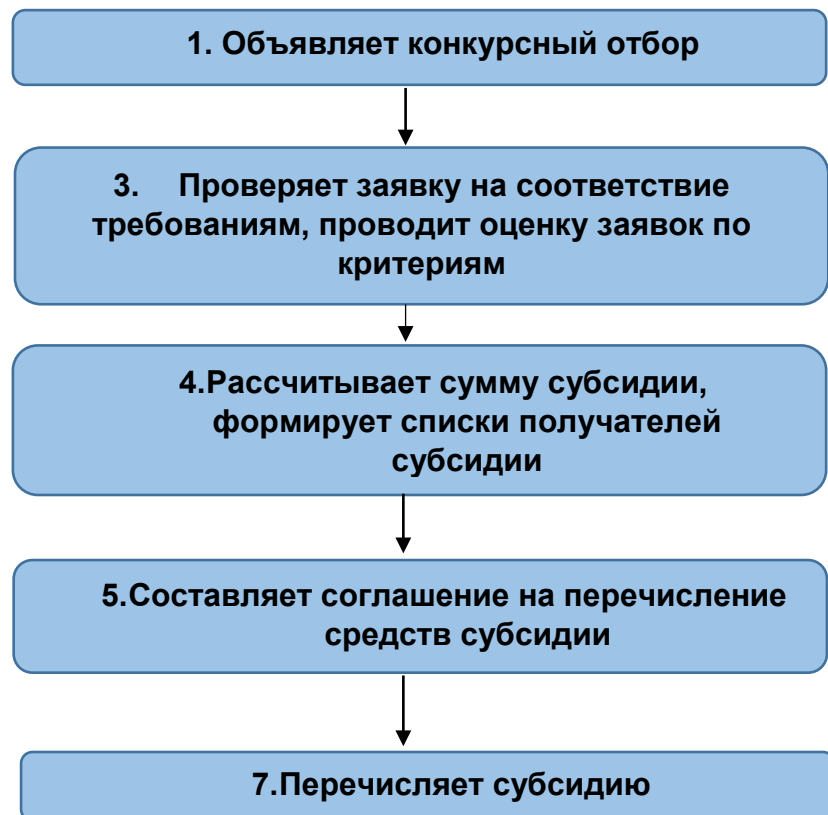 1. Объявляет конкурсный отбор
3. Проверяет заявку на соответствие
требованиям, проводит оценку заявок по
критериям
4.Рассчитывает сумму субсидии,
формирует списки получателей
субсидии
5.Составляет соглашение на перечисление
средств субсидии
7.Перечисляет субсидию